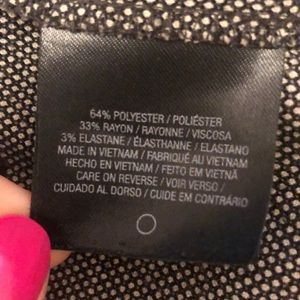 64% POLYESTER / POLIÉSTER
33% RAYON / RAYONNE / VISCOSA
3% ELASTANE / ÉLASTHANNE / ELASTANO
MADE IN VIETNAM / FABRIQUÉ AU VIETNAM
HECHO EN VIETNAM / FEITO EM VIETNÃ
CARE ON REVERSE / VOIR VERSO /
CUIDADO AL DORSO / CUIDE EM CONTRÁRIO